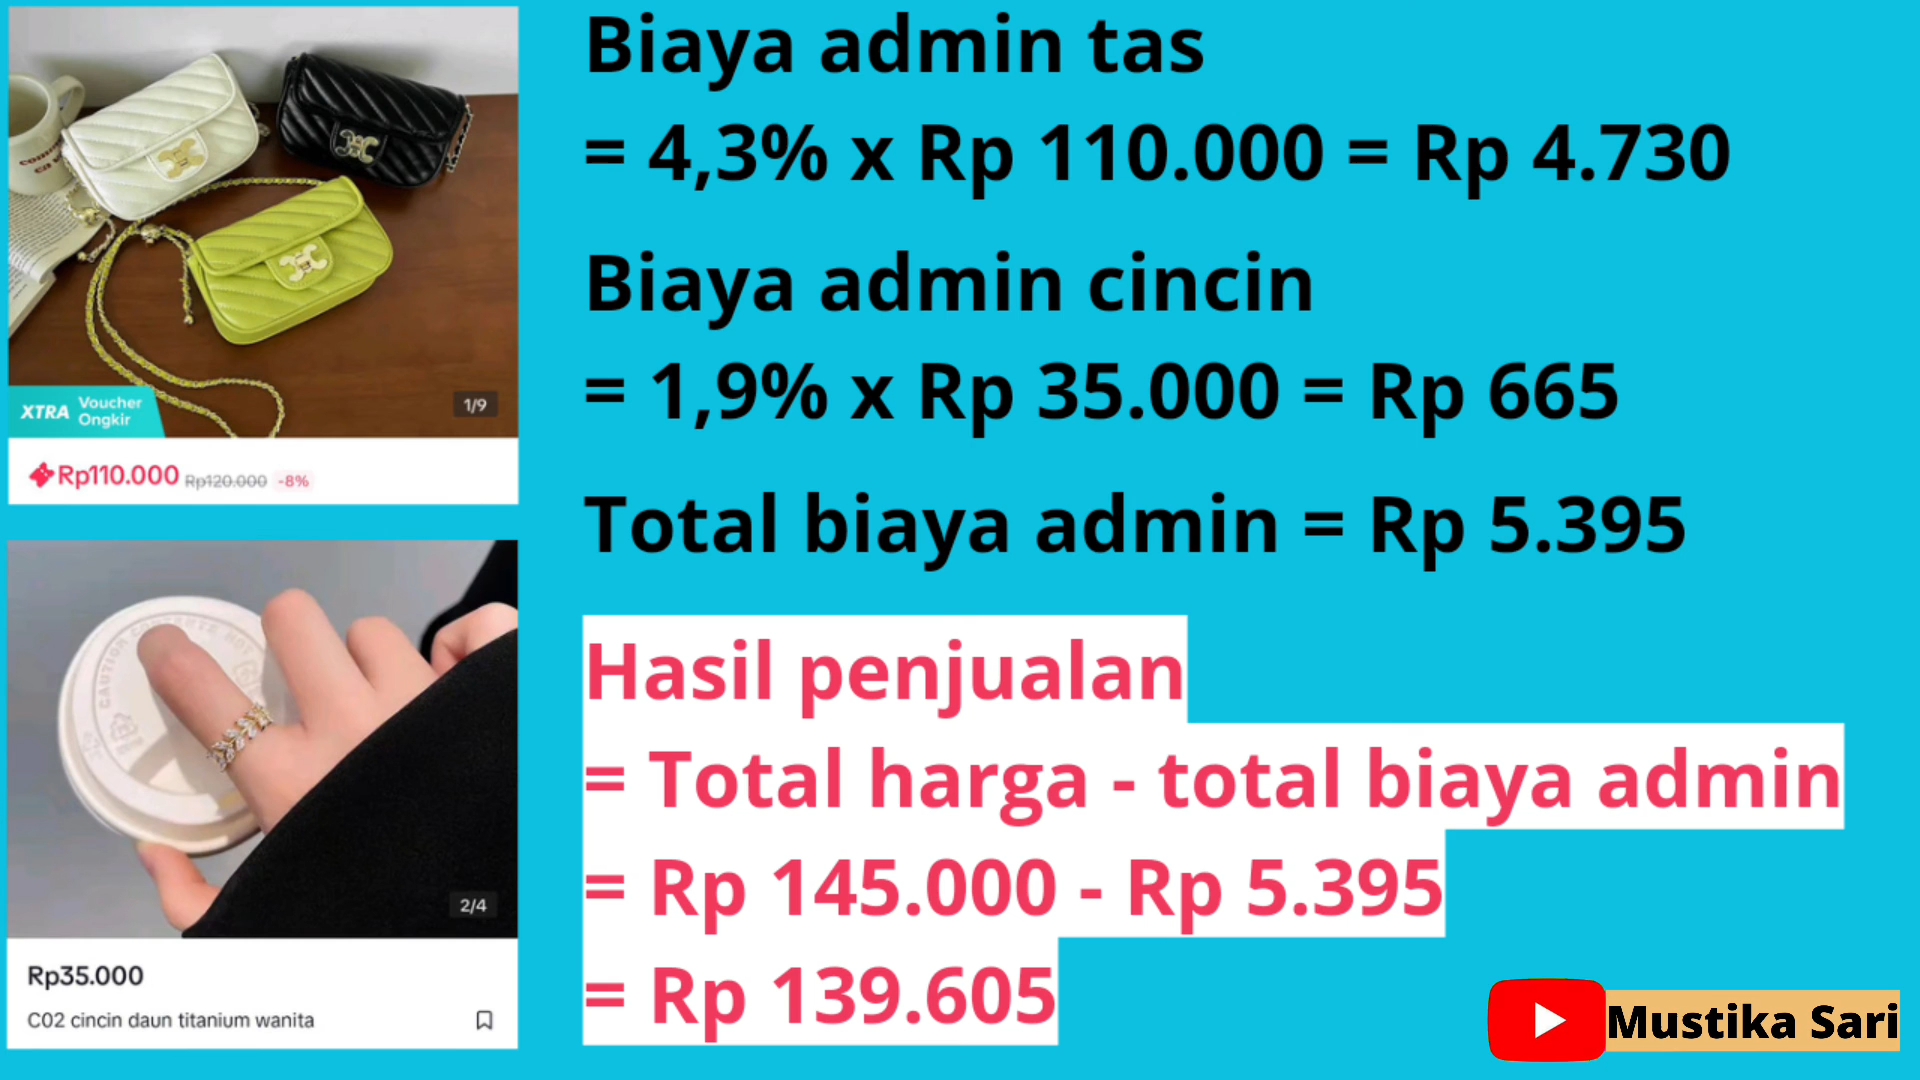 Biaya admin tas
= 4,3% x Rp 110.000 = Rp 4.730
Biaya admin cincin
= 1,9% x Rp 35.000 = Rp 665
Total biaya admin = Rp 5.395
Hasil penjualan
= Total harga - total biaya admin
= Rp 145.000 - Rp 5.395
= Rp 139.605
XTRA Voucher Ongkir
1/9
Rp110.000 Rp120.000 -8%
CAUTION CONTENTS HOT
2/4
Rp35.000
C02 cincin daun titanium wanita
Mustika Sari